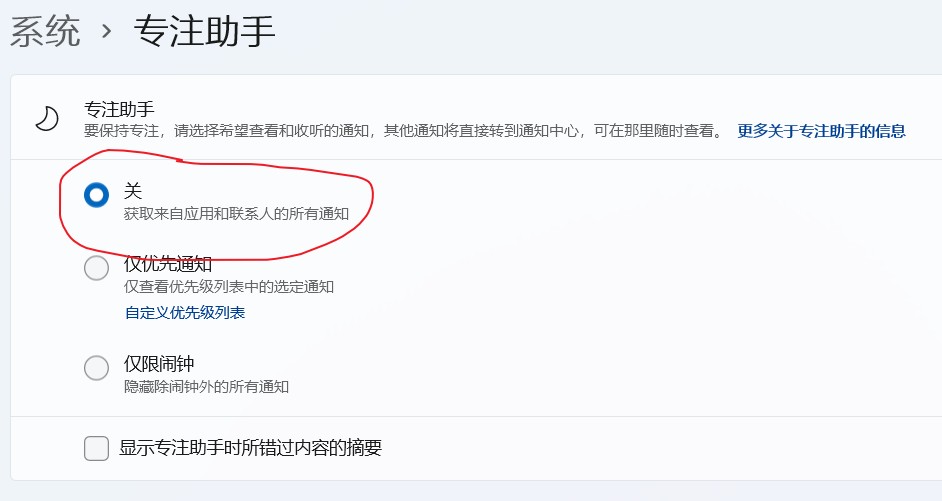 系统 › 专注助手
专注助手
要保持专注，请选择希望查看和收听的通知，其他通知将直接转到通知中心，可在那里随时查看。 更多关于专注助手的信息
关
获取来自应用和联系人的所有通知
仅优先通知
仅查看优先级列表中的选定通知
自定义优先级列表
仅限闹钟
隐藏除闹钟外的所有通知
显示专注助手时所错过内容的摘要